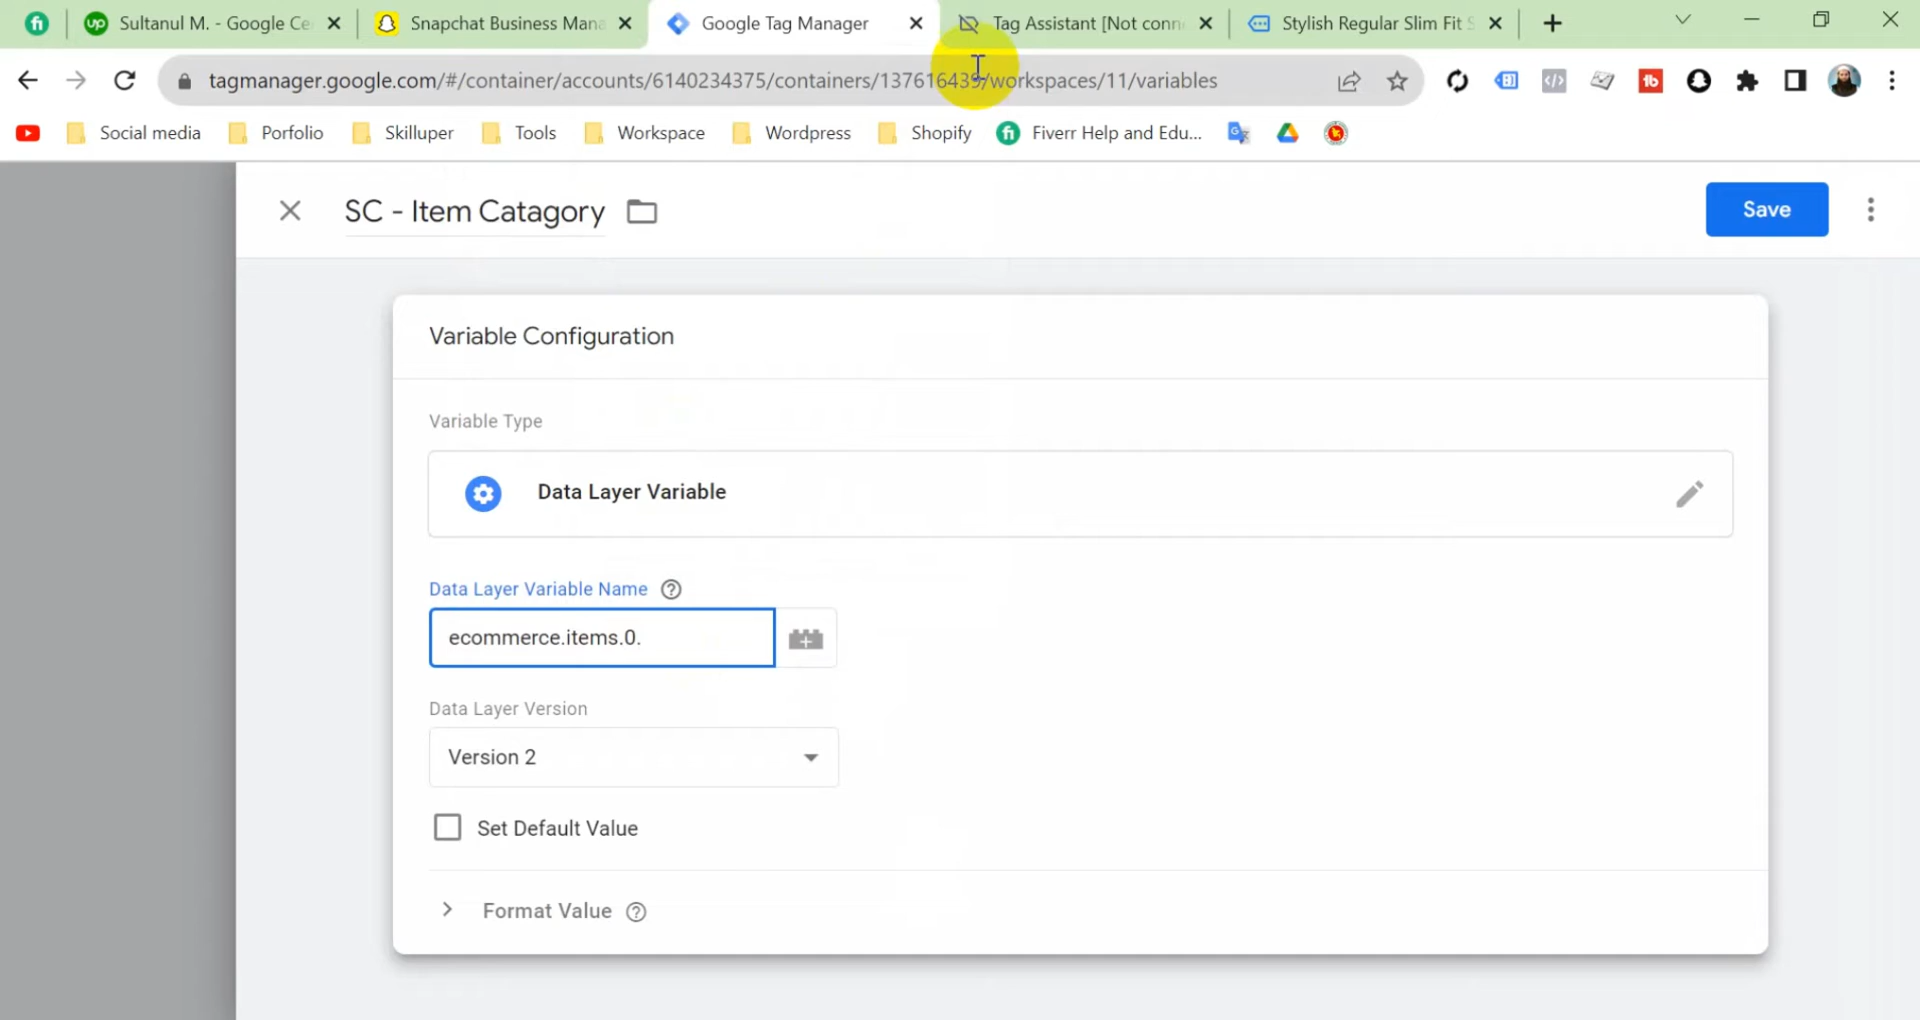 Sultanul M. - Google Ce
Snapchat Business Mana
Google Tag Manager
Tag Assistant [Not conn
Stylish Regular Slim Fit S
tagmanager.google.com/#/container/accounts/6140234375/containers/137616439/workspaces/11/variables
Social media
Porfolio
Skilluper
Tools
Workspace
Wordpress
Shopify
Fiverr Help and Edu...
SC - Item Catagory
Save
Variable Configuration
Variable Type
Data Layer Variable
Data Layer Variable Name
ecommerce.items.0.
Data Layer Version
Version 2
Set Default Value
Format Value